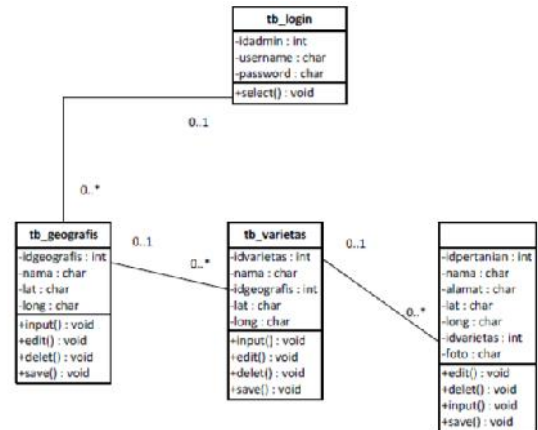 tb_login
-idadmin : int
-username : char
-password : char
+select() : void
0..1
0..*
tb_geografis
-idgeografis : int
-nama : char
-lat : char
-long : char
+input() : void
+edit() : void
+delet() : void
+save() : void
0..1
0..*
tb_varietas
-idvarietas : int
-nama : char
-idgeografis : int
-lat : char
-long : char
+input() : void
+edit() : void
+delet() : void
+save() : void
0..1
0..*
-idpertanian : int
-nama : char
-alamat : char
-lat : char
-long : char
-idvarietas : int
-foto : char
+edit() : void
+delet() : void
+input() : void
+save() : void